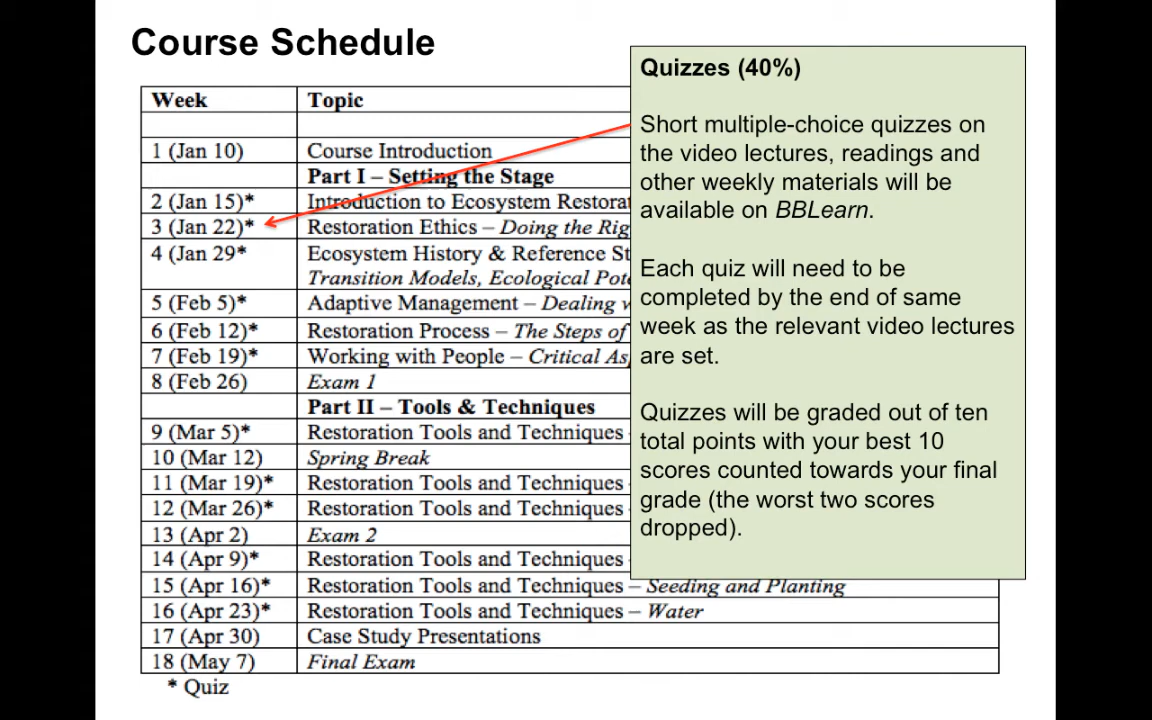 Course Schedule
Week Topic
1 (Jan 10) Course Introduction
Part I – Setting the Stage
2 (Jan 15)* Introduction to Ecosystem
3 (Jan 22)* Restoration Ethics – Doing the
4 (Jan 29* Ecosystem History & Reference
Transition Models, Ecological
5 (Feb 5)* Adaptive Management – Dealing
6 (Feb 12)* Restoration Process – The Steps of
7 (Feb 19)* Working with People – Critical
8 (Feb 26) Exam 1
Part II – Tools & Techniques
9 (Mar 5)* Restoration Tools and Techniques
10 (Mar 12) Spring Break
11 (Mar 19)* Restoration Tools and Techniques
12 (Mar 26)* Restoration Tools and Techniques
13 (Apr 2) Exam 2
14 (Apr 9)* Restoration Tools and Techniques
15 (Apr 16)* Restoration Tools and Techniques – Seeding and Planting
16 (Apr 23)* Restoration Tools and Techniques – Water
17 (Apr 30) Case Study Presentations
18 (May 7) Final Exam
* Quiz
Quizzes (40%)
Short multiple-choice quizzes on
the video lectures, readings and
other weekly materials will be
available on BBLearn.
Each quiz will need to be
completed by the end of same
week as the relevant video lectures
are set.
Quizzes will be graded out of ten
total points with your best 10
scores counted towards your final
grade (the worst two scores
dropped).